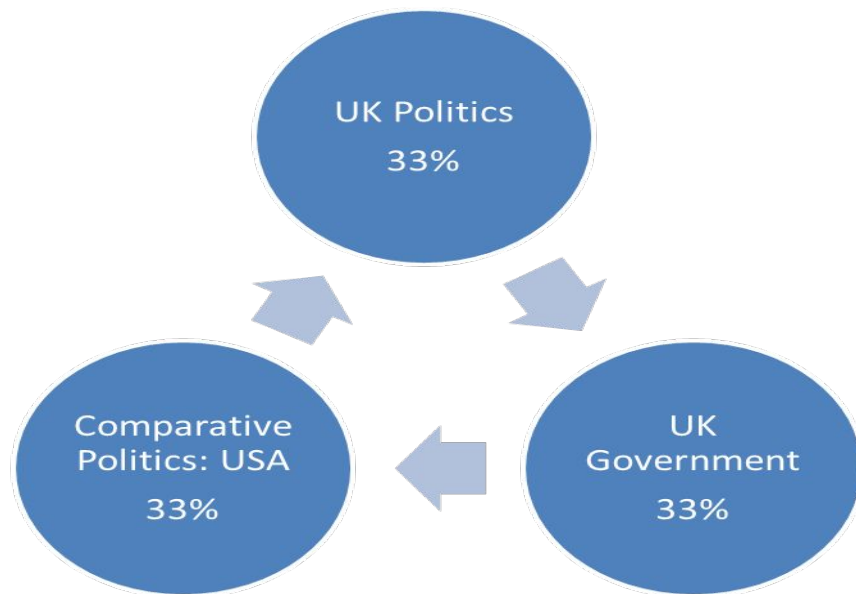 UK Politics
33%
UK
Government
33%
Comparative
Politics: USA
33%